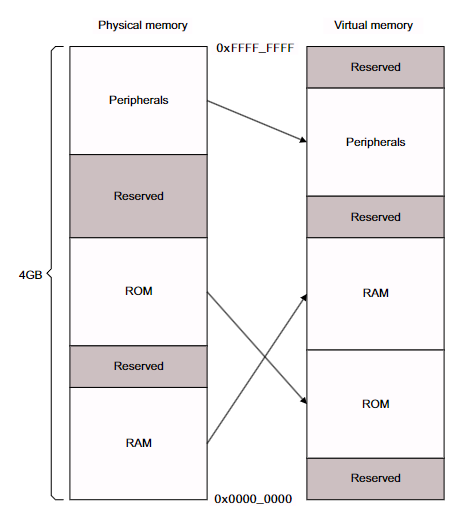 Physical memory
Virtual memory
0xFFFF_FFFF
Reserved
Peripherals
Peripherals
Reserved
Reserved
4GB
ROM
RAM
Reserved
ROM
RAM
Reserved
0x0000_0000